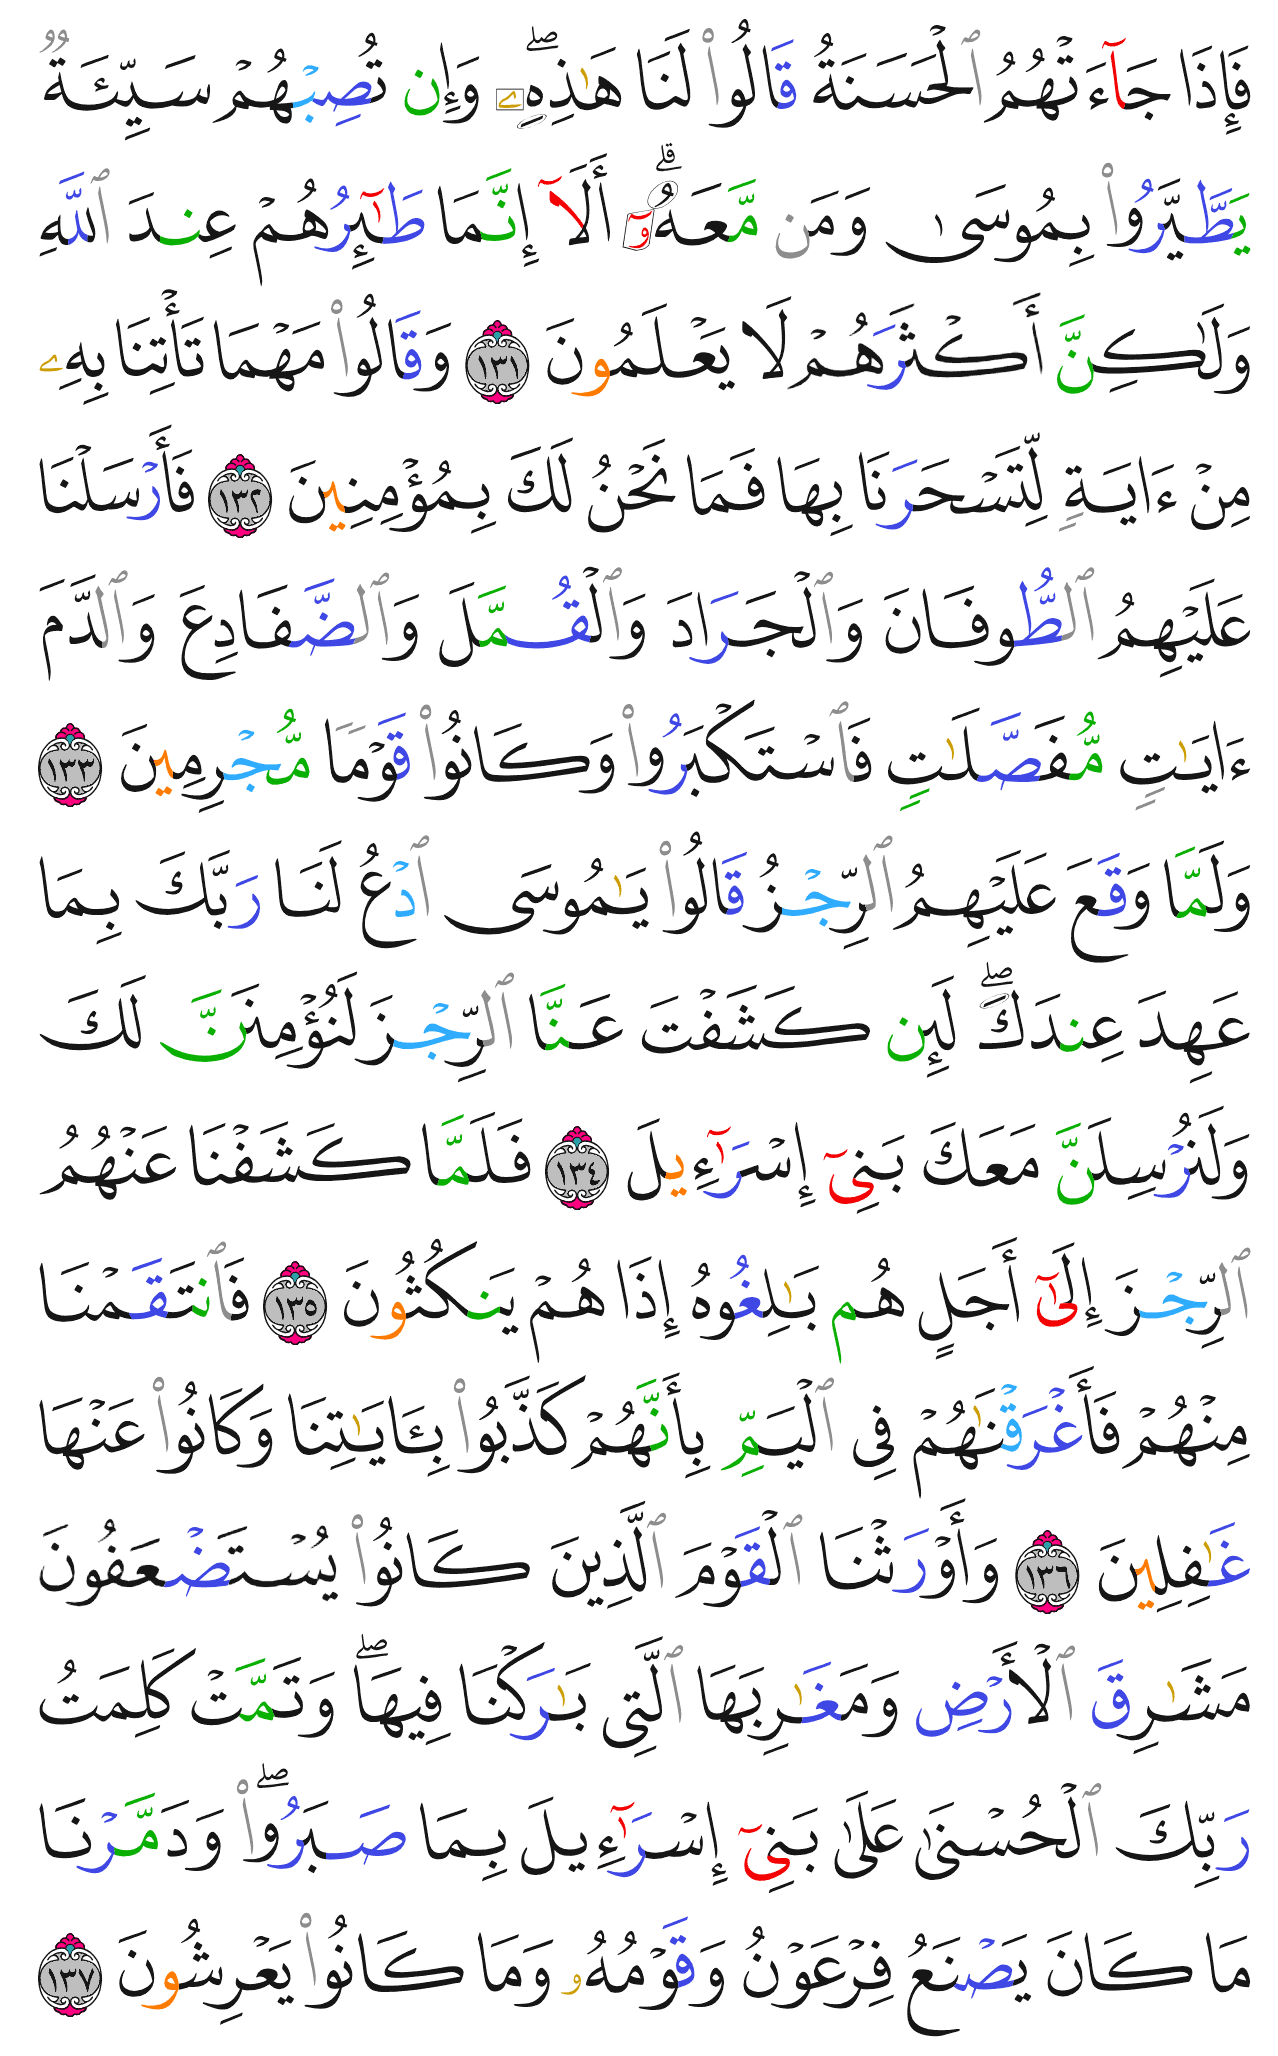 فَإِذَا جَآءَتْهُمُ ٱلْحَسَنَةُ قَالُوا۟ لَنَا هَـٰذِهِۦ ۖ وَإِن تُصِبْهُمْ سَيِّئَةٌ
يَطَّيَّرُوا۟ بِمُوسَىٰ وَمَن مَّعَهُۥٓ ۗ أَلَآ إِنَّمَا طَـٰٓئِرُهُمْ عِندَ ٱللَّهِ
وَلَـٰكِنَّ أَكْثَرَهُمْ لَا يَعْلَمُونَ ١٣١ وَقَالُوا۟ مَهْمَا تَأْتِنَا بِهِۦ
مِنْ ءَايَةٍ لِّتَسْحَرَنَا بِهَا فَمَا نَحْنُ لَكَ بِمُؤْمِنِينَ ١٣٢ فَأَرْسَلْنَا
عَلَيْهِمُ ٱلطُّوفَانَ وَٱلْجَرَادَ وَٱلْقُمَّلَ وَٱلضَّفَادِعَ وَٱلدَّمَ
ءَايَـٰتٍ مُّفَصَّلَـٰتٍ فَٱسْتَكْبَرُوا۟ وَكَانُوا۟ قَوْمًا مُّجْرِمِينَ ١٣٣
وَلَمَّا وَقَعَ عَلَيْهِمُ ٱلرِّجْزُ قَالُوا۟ يَـٰمُوسَى ٱدْعُ لَنَا رَبَّكَ بِمَا
عَهِدَ عِندَكَ ۖ لَئِن كَشَفْتَ عَنَّا ٱلرِّجْزَ لَنُؤْمِنَنَّ لَكَ
وَلَنُرْسِلَنَّ مَعَكَ بَنِىٓ إِسْرَٰٓءِيلَ ١٣٤ فَلَمَّا كَشَفْنَا عَنْهُمُ
ٱلرِّجْزَ إِلَىٰٓ أَجَلٍ هُم بَـٰلِغُوهُ إِذَا هُمْ يَنكُثُونَ ١٣٥ فَٱنتَقَمْنَا
مِنْهُمْ فَأَغْرَقْنَـٰهُمْ فِى ٱلْيَمِّ بِأَنَّهُمْ كَذَّبُوا۟ بِـَٔايَـٰتِنَا وَكَانُوا۟ عَنْهَا
غَـٰفِلِينَ ١٣٦ وَأَوْرَثْنَا ٱلْقَوْمَ ٱلَّذِينَ كَانُوا۟ يُسْتَضْعَفُونَ
مَشَـٰرِقَ ٱلْأَرْضِ وَمَغَـٰرِبَهَا ٱلَّتِى بَـٰرَكْنَا فِيهَا ۖ وَتَمَّتْ كَلِمَتُ
رَبِّكَ ٱلْحُسْنَىٰ عَلَىٰ بَنِىٓ إِسْرَٰٓءِيلَ بِمَا صَبَرُوا۟ ۖ وَدَمَّرْنَا
مَا كَانَ يَصْنَعُ فِرْعَوْنُ وَقَوْمُهُۥ وَمَا كَانُوا۟ يَعْرِشُونَ ١٣٧